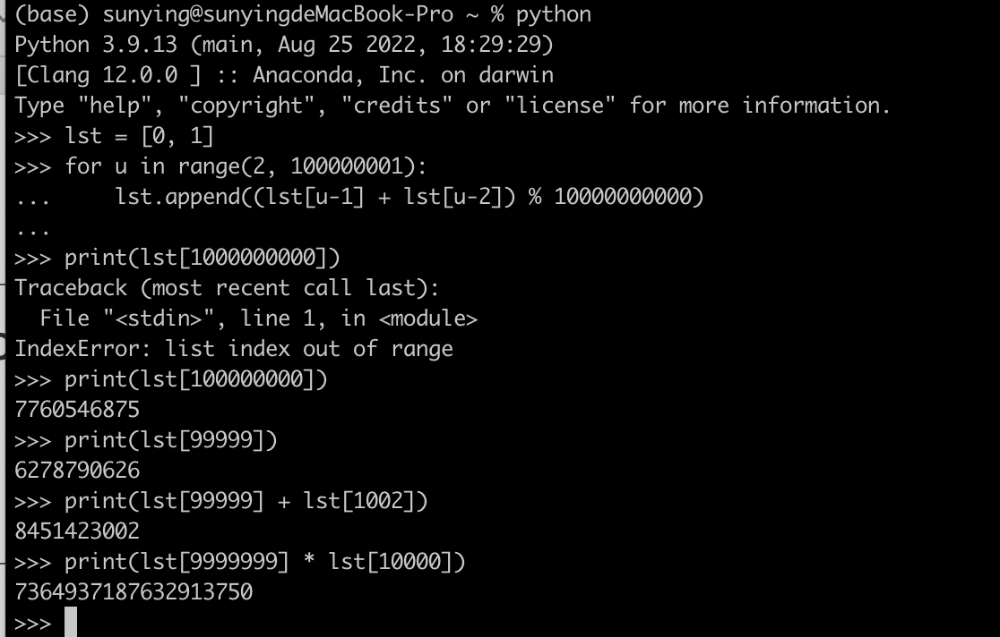 (base) sunying@sunyingdeMacBook-Pro ~ % python
Python 3.9.13 (main, Aug 25 2022, 18:29:29)
[Clang 12.0.0 ] :: Anaconda, Inc. on darwin
Type "help", "copyright", "credits" or "license" for more information.
>>> lst = [0, 1]
>>> for u in range(2, 100000001):
...     lst.append((lst[u-1] + lst[u-2]) % 10000000000)
...
>>> print(lst[1000000000])
Traceback (most recent call last):
  File "<stdin>", line 1, in <module>
IndexError: list index out of range
>>> print(lst[100000000])
7760546875
>>> print(lst[99999])
6278790626
>>> print(lst[99999] + lst[1002])
8451423002
>>> print(lst[9999999] * lst[10000])
7364937187632913750
>>>